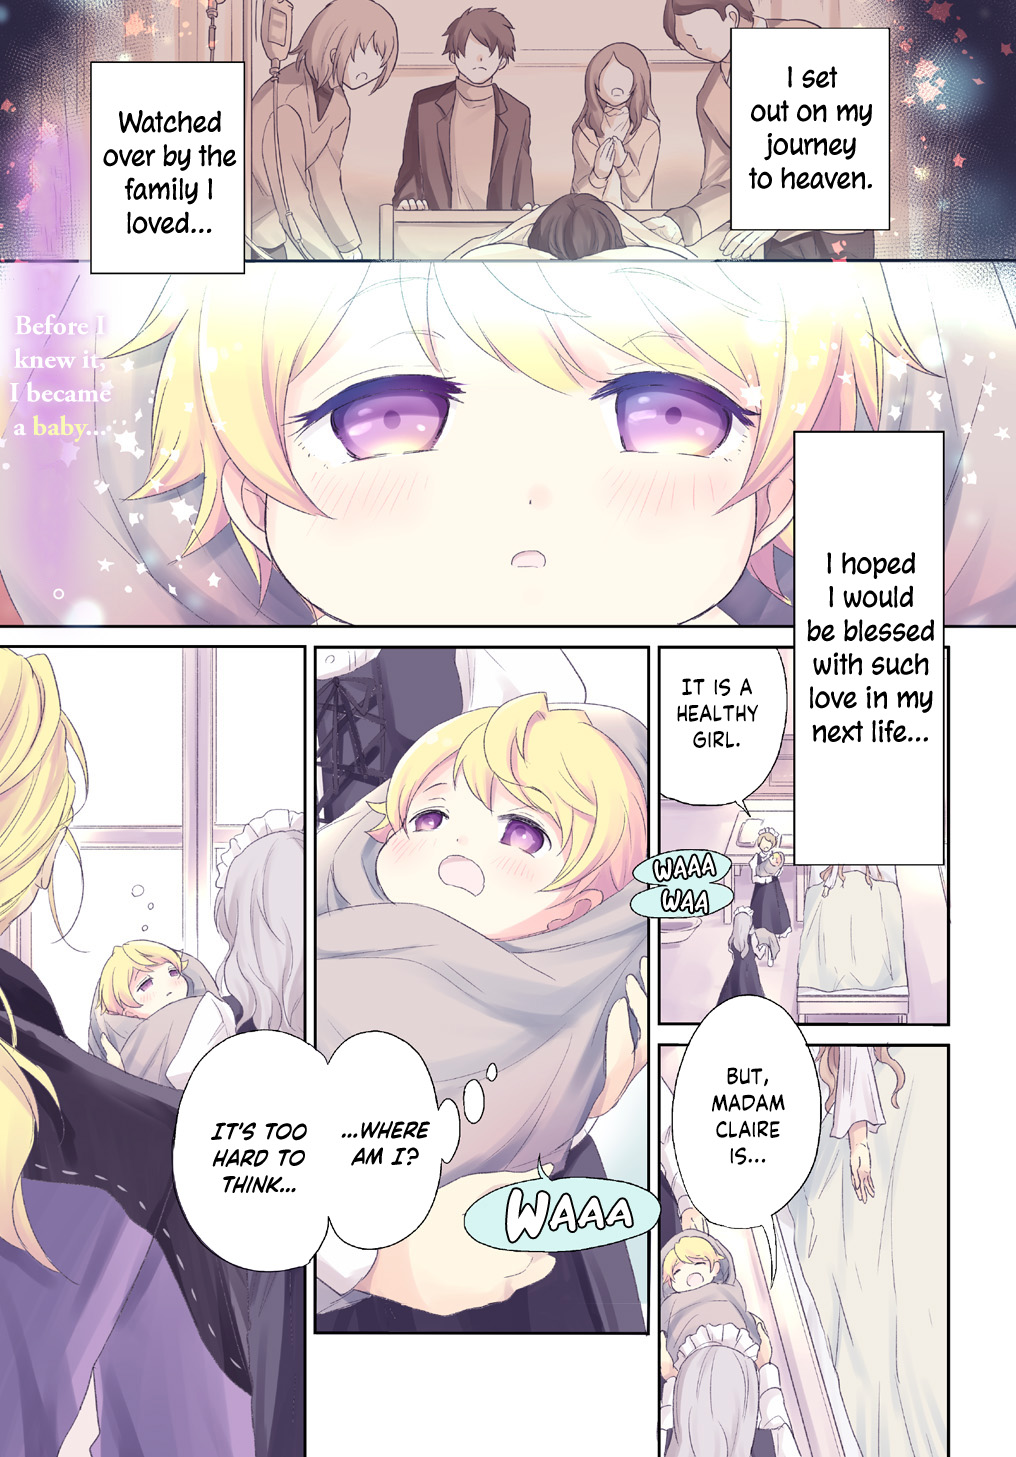 I set
out on my
journey
to heaven.
Watched
over by the
family I
loved...
I hoped
I would
be blessed
with such
love in my
next life...
Before I
knew it,
I became
a baby...
IT IS A
HEALTHY
GIRL.
WAAA
WAA
BUT,
MADAM
CLAIRE
IS...
...WHERE
AM I?
WAAA
IT'S TOO
HARD TO
THINK...